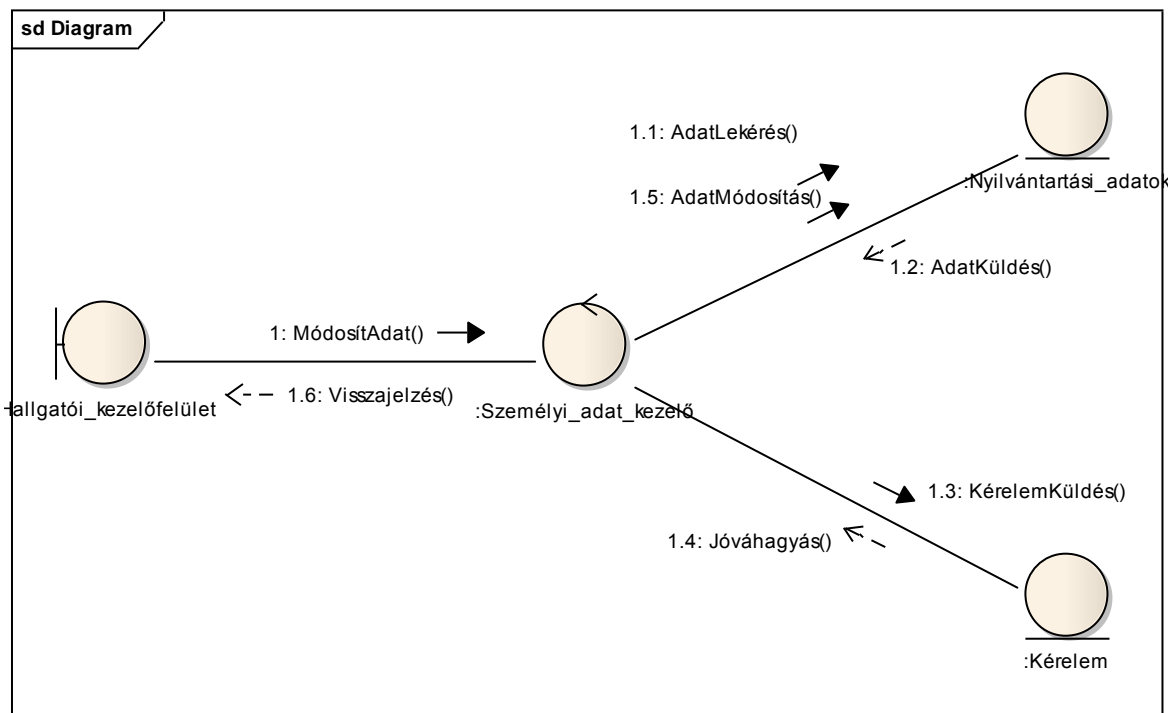 sd Diagram
1.1: AdatLekérés()
1.5: AdatMódosítás()
:Nyilvántartási_adatok
1.2: AdatKüldés()
1: MódosítAdat()
1.6: Visszajelzés()
Hallgatói_kezelőfelület
:Személyi_adat_kezelő
1.3: KérelemKüldés()
1.4: Jóváhagyás()
:Kérelem